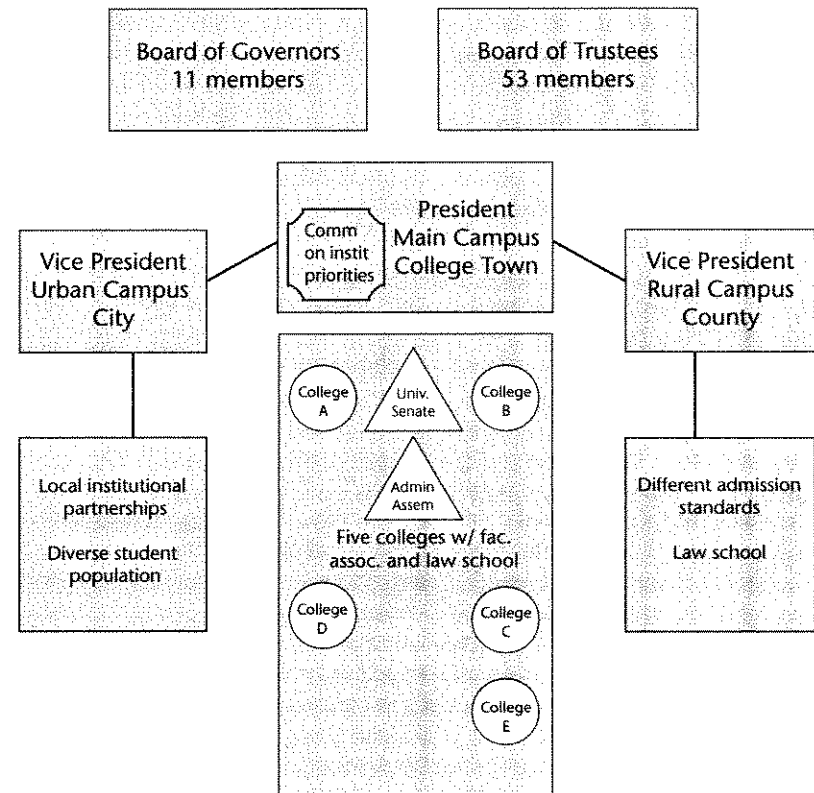 Board of Governors
11 members
Board of Trustees
53 members
Comm
on instit
priorities
President
Main Campus
College Town
Vice President
Urban Campus
City
Vice President
Rural Campus
County
College
A
Univ.
Senate
College
B
Admin
Assem
Five colleges w/ fac.
assoc. and law school
College
D
College
C
College
E
Local institutional
partnerships
Diverse student
population
Different admission
standards
Law school